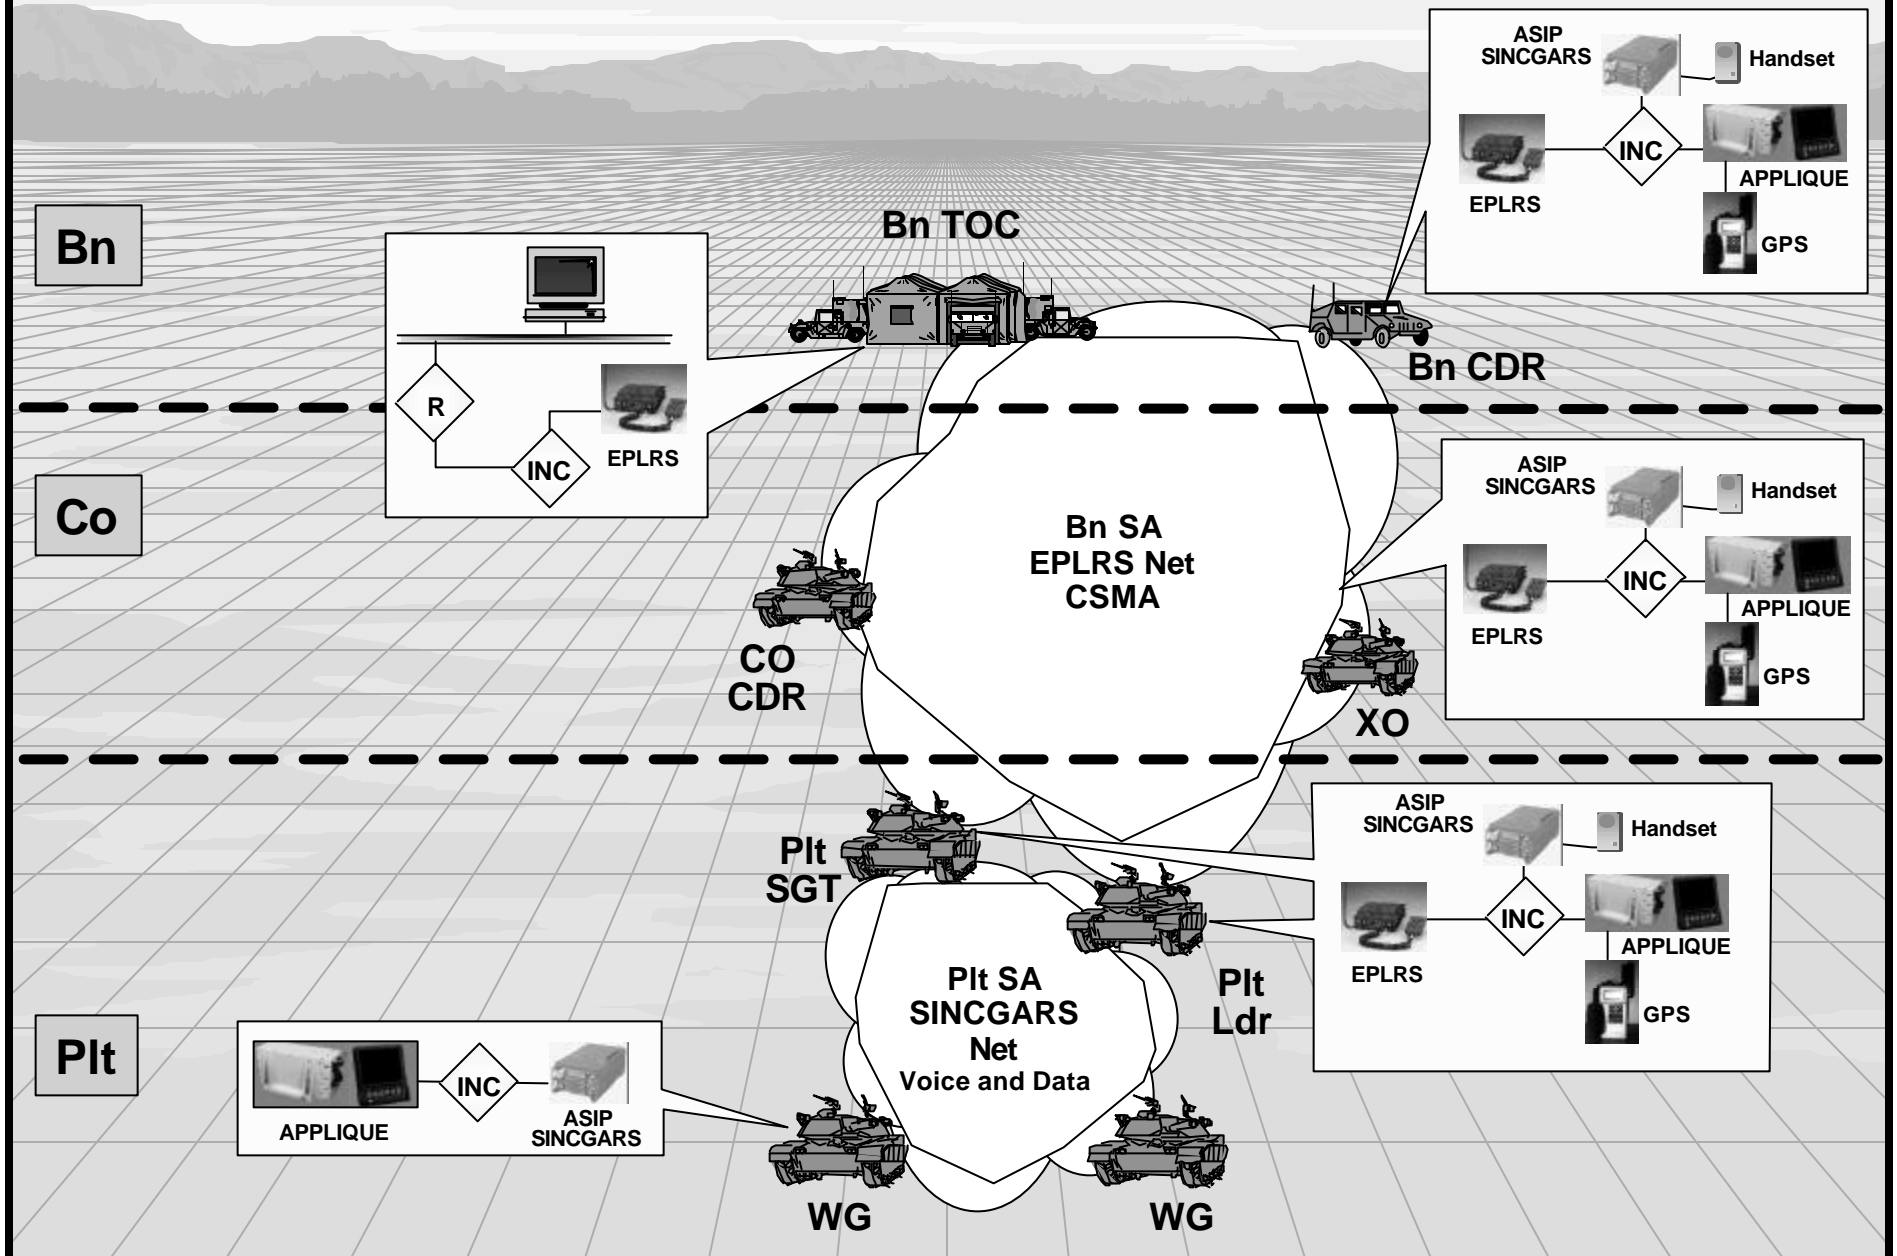 ASIP
SINCGARS
Handset
INC
APPLIQUE
EPLRS
GPS
Bn
Bn TOC
Bn CDR
R
INC
EPLRS
Co
ASIP
SINCGARS
Handset
INC
APPLIQUE
EPLRS
GPS
Bn SA
EPLRS Net
CSMA
CO
CDR
XO
ASIP
SINCGARS
Handset
INC
APPLIQUE
EPLRS
GPS
Plt
SGT
Plt
Ldr
Plt SA
SINCGARS
Net
Voice and Data
Plt
INC
APPLIQUE
ASIP
SINCGARS
WG
WG